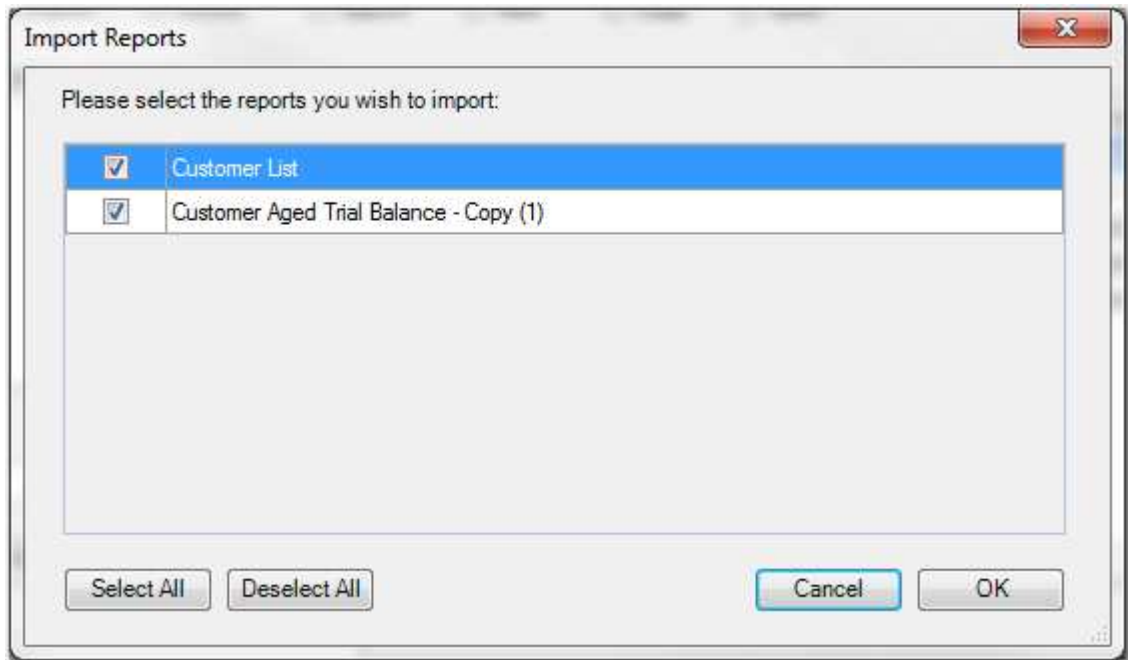 Import Reports
Please select the reports you wish to import:
Customer List
Customer Aged Trial Balance - Copy (1)
Select All Deselect All Cancel OK